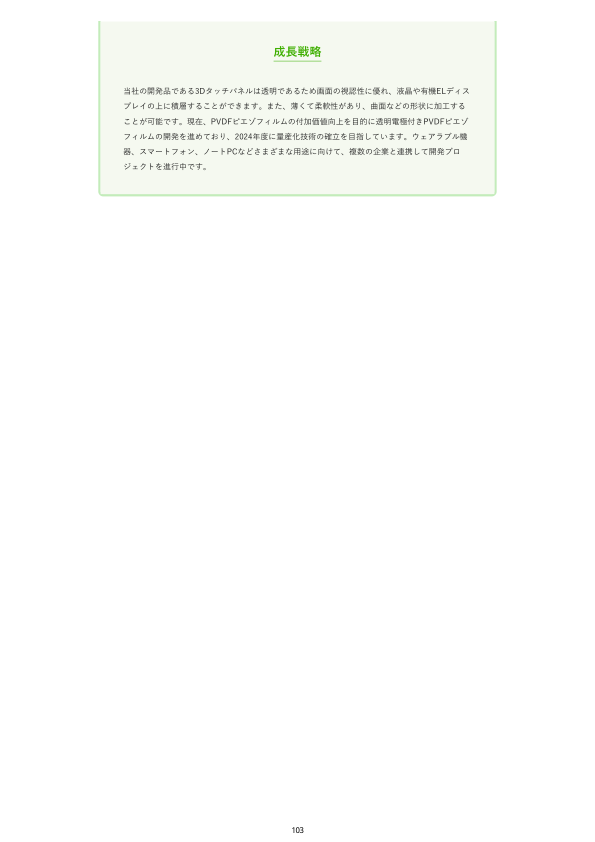 成長戦略
当社の開発品である3Dタッチパネルは透明であるため画面の視認性に優れ、液晶や有機ELディス
プレイの上に積層することができます。また、薄くて柔軟性があり、曲面などの形状に加工する
ことが可能です。現在、PVDFピエゾフィルムの付加価値向上を目的に透明電極付きPVDFピエゾ
フィルムの開発を進めており、2024年度に量産化技術の確立を目指しています。ウェアラブル機
器、スマートフォン、ノートPCなどさまざまな用途に向けて、複数の企業と連携して開発プロ
ジェクトを進行中です。
103